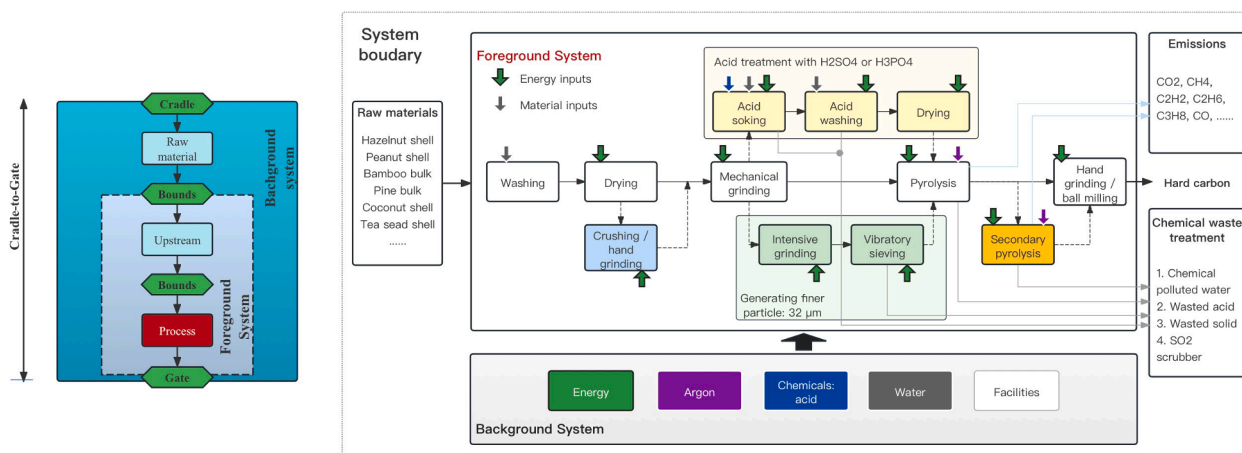 Cradle-to-Gate
Cradle
Raw
material
Bounds
Upstream
Bounds
Process
Gate
Foreground
System
Bachground
system
System
boudary
Raw materials
Hazelnut shell
Peanut shell
Bamboo bulk
Pine bulk
Coconut shell
Tea sead shell
......
Foreground System
Energy inputs
Material inputs
Acid treatment with H2SO4 or H3PO4
Acid
soking
Acid
washing
Drying
Washing
Drying
Mechanical
grinding
Pyrolysis
Hand
grinding /
ball milling
Crushing /
hand
grinding
Intensive
grinding
Vibratory
sieving
Generating finer
particle: 32 μm
Secondary
pyrolysis
Emissions
CO2, CH4,
C2H2, C2H6,
C3H8, CO, ......
Hard carbon
Chemical waste
treatment
1. Chemical
polluted water
2. Wasted acid
3. Wasted solid
4. SO2
scrubber
Energy
Argon
Chemicals:
acid
Water
Facilities
Background System